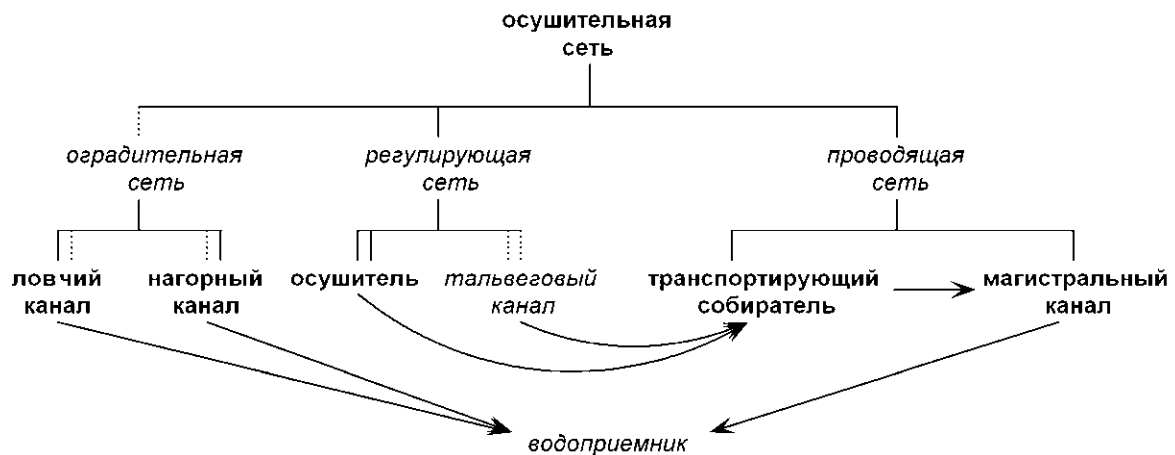 осушительная
сеть
оградительная регулирующая проводящая
сеть сеть сеть
ловчий нагорный осушитель тальвеговый транспортирующий магистральный
канал канал канал собиратель канал
водоприемник